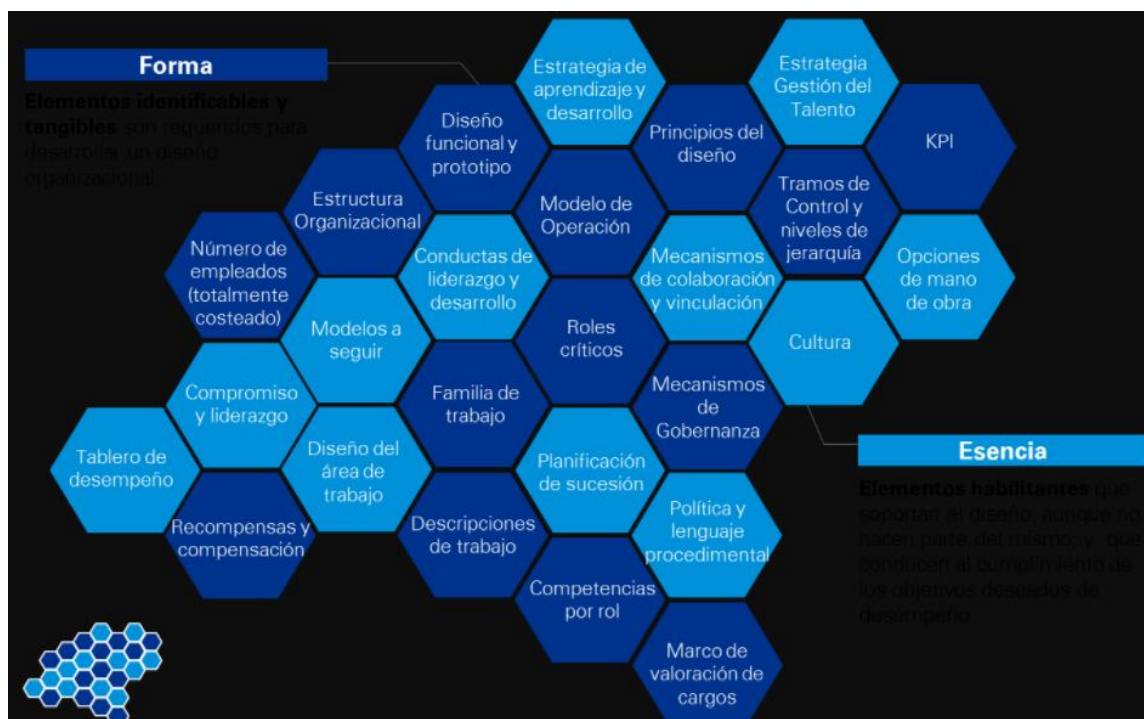 Forma
Elementos identificables y
tangibles son requeridos para
desarrollar un diseño
organizacional
Estrategia de
aprendizaje y
desarrollo
Estrategia
Gestión del
Talento
Diseño
funcional y
prototipo
Principios del
diseño
KPI
Estructura
Organizacional
Modelo de
Operación
Tramos de
Control y
niveles de
jerarquía
Número de
empleados
(totalmente
costeado)
Conductas de
liderazgo y
desarrollo
Mecanismos
de colaboración
y vinculación
Opciones
de mano
de obra
Modelos a
seguir
Roles
críticos
Cultura
Compromiso
y liderazgo
Familia de
trabajo
Mecanismos
de
Gobernanza
Tablero de
desempeño
Diseño del
área de
trabajo
Planificación
de sucesión
Esencia
Elementos habilitantes que
soportan al diseño, aunque no
hacen parte del mismo; y que
conducen al cumplimiento de
los objetivos deseados de
desempeño
Recompensas y
compensación
Descripciones
de trabajo
Política y
lenguaje
procedimental
Competencias
por rol
Marco de
valoración de
cargos